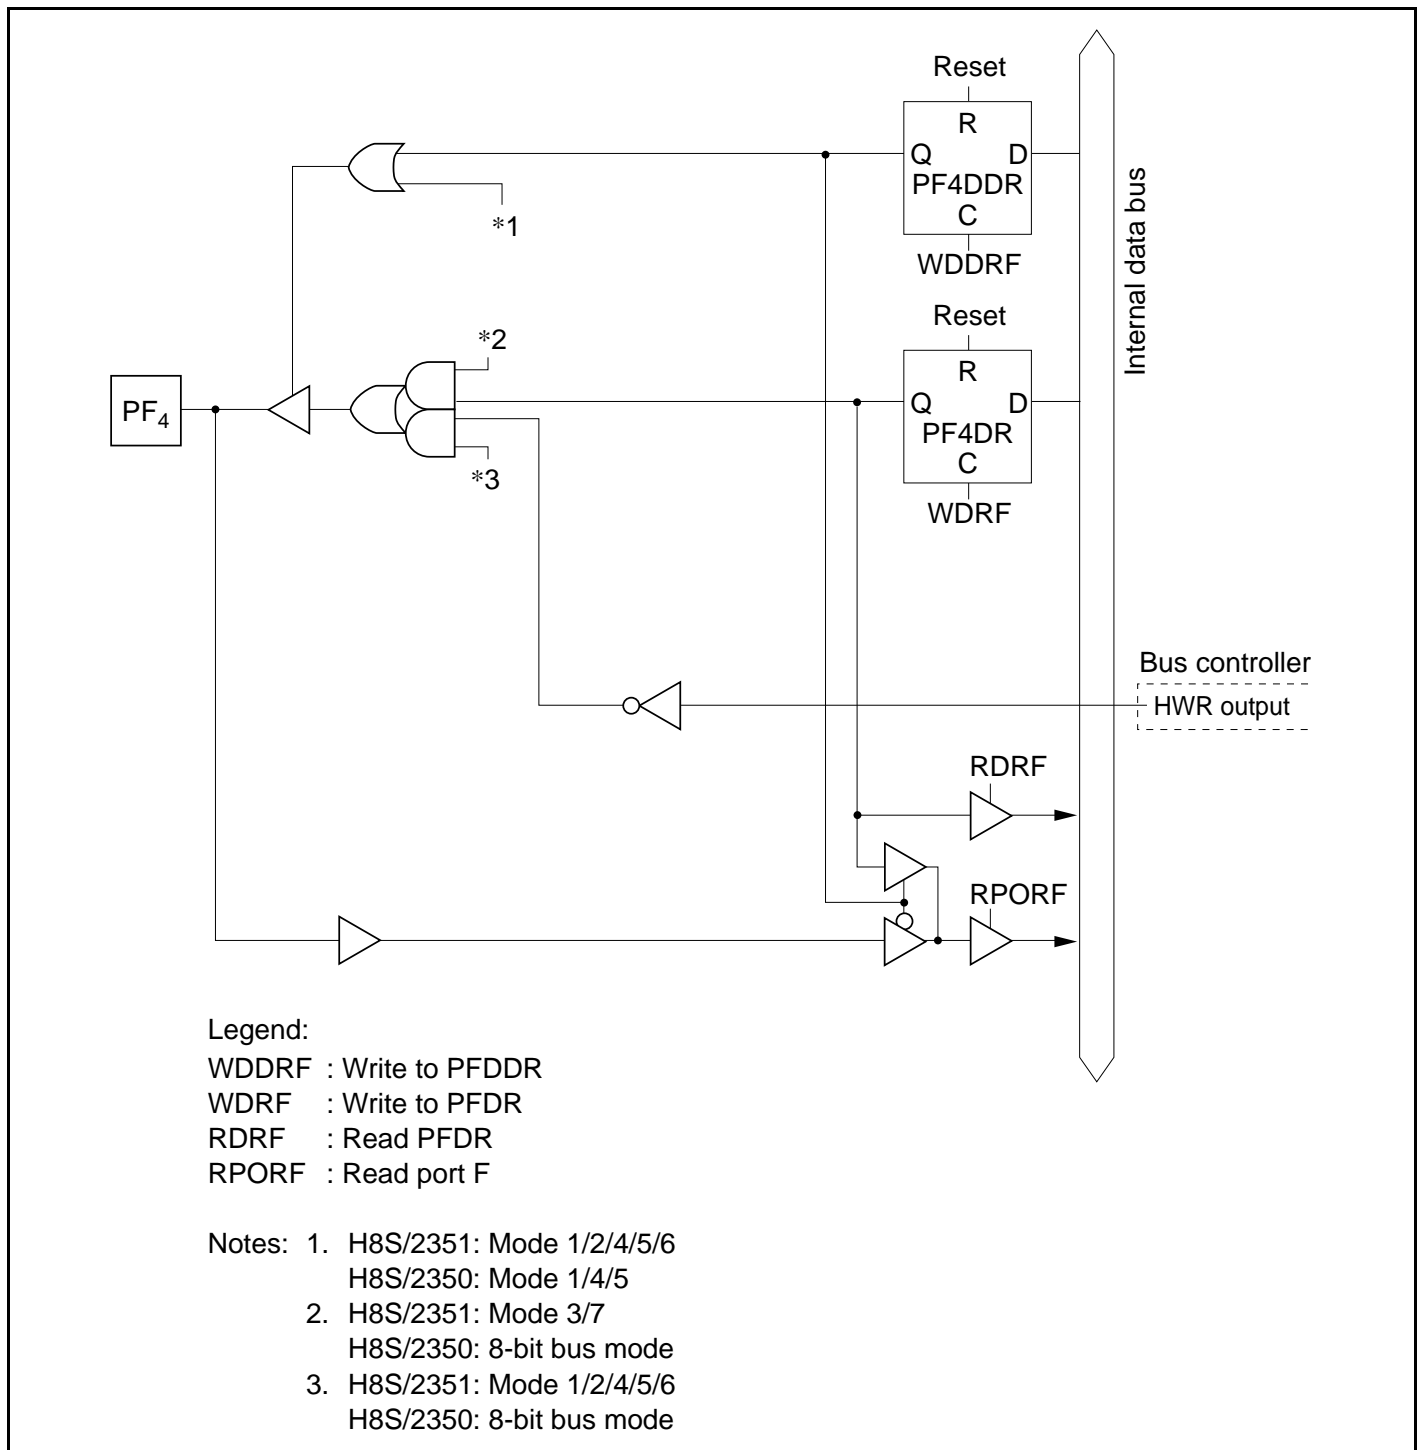 Reset
R
Q D
PF4DDR
C
WDDRF
*1
Internal data bus
Reset
*2
R
Q D
PF4DR
C
WDRF
PF4
*3
Bus controller
HWR output
RDRF
RPORF
Legend:
WDDRF : Write to PFDDR
WDRF : Write to PFDR
RDRF : Read PFDR
RPORF : Read port F
Notes: 1. H8S/2351: Mode 1/2/4/5/6
H8S/2350: Mode 1/4/5
2. H8S/2351: Mode 3/7
H8S/2350: 8-bit bus mode
3. H8S/2351: Mode 1/2/4/5/6
H8S/2350: 8-bit bus mode